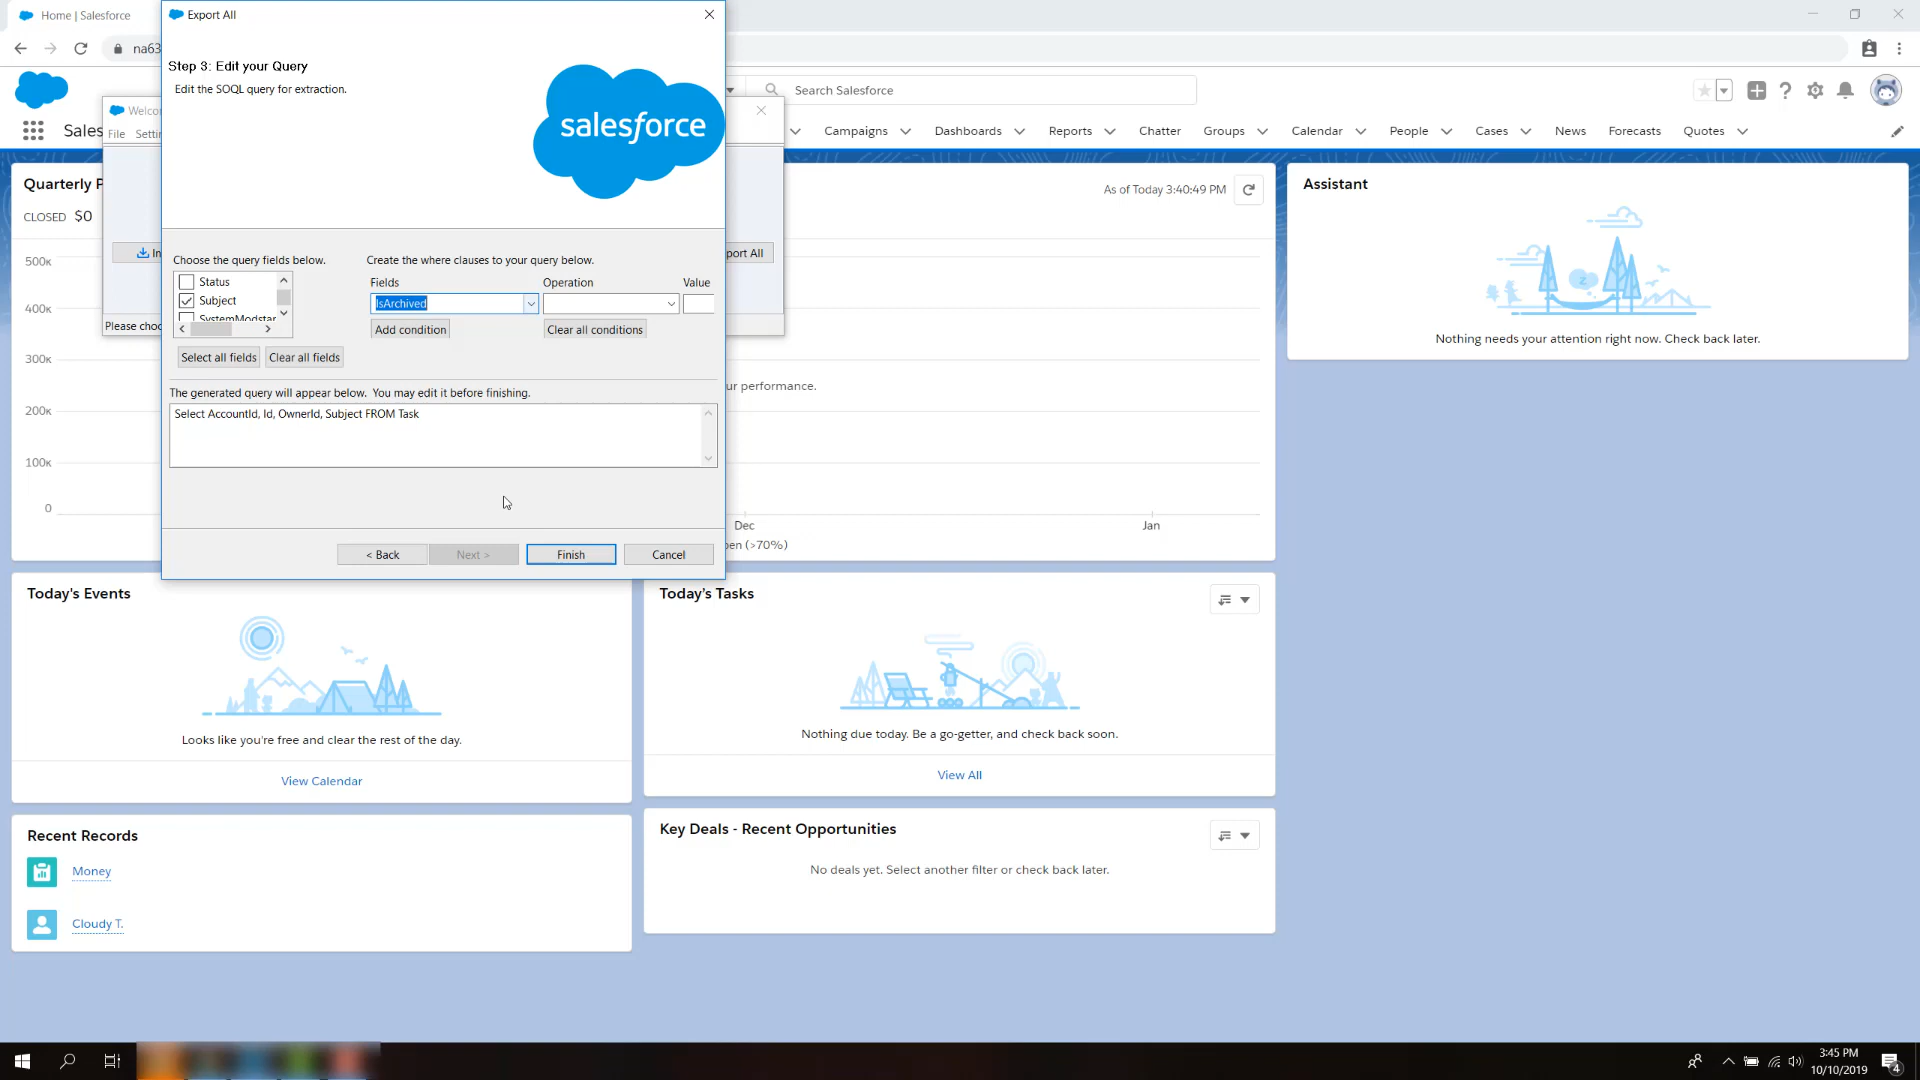 Home | Salesforce
Export All
na63
Step 3: Edit your Query
Edit the SOQL query for extraction.
salesforce
Search Salesforce
File
Sales
Campaigns
Dashboards
Reports
Chatter
Groups
Calendar
People
Cases
News
Forecasts
Quotes
Quarterly P
CLOSED $0
As of Today 3:40:49 PM
Assistant
Nothing needs your attention right now. Check back later.
500K
400K
300K
200K
100K
0
In
port All
Please choo
Choose the query fields below.
Create the where clauses to your query below.
Status
Subject
SystemModstar
Fields
Operation
Value
IsArchived
Add condition
Clear all conditions
Select all fields
Clear all fields
ur performance.
The generated query will appear below. You may edit it before finishing.
Select AccountId, Id, OwnerId, Subject FROM Task
Dec
Jan
pen (>70%)
< Back
Next >
Finish
Cancel
Today's Events
Looks like you're free and clear the rest of the day.
View Calendar
Today's Tasks
Nothing due today. Be a go-getter, and check back soon.
View All
Recent Records
Money
Cloudy T.
Key Deals - Recent Opportunities
No deals yet. Select another filter or check back later.
3:45 PM
10/10/2019
4